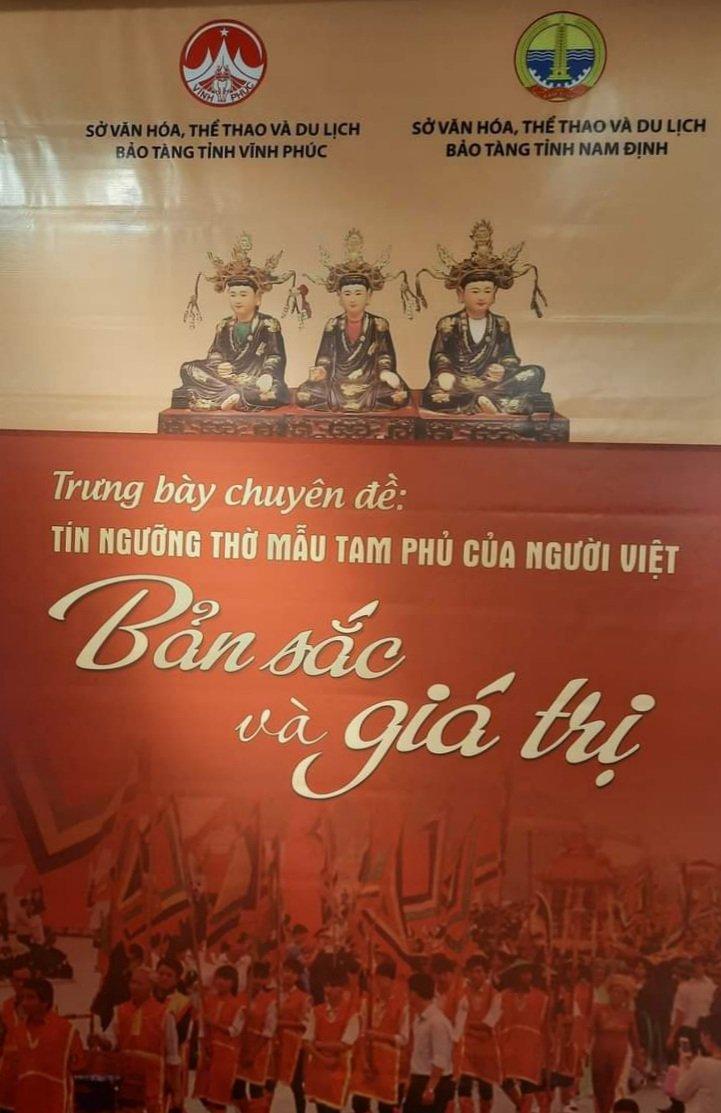 VĨNH PHÚC
SỞ VĂN HÓA, THỂ THAO VÀ DU LỊCH
BẢO TÀNG TỈNH VĨNH PHÚC
SỞ VĂN HÓA, THỂ THAO VÀ DU LỊCH
BẢO TÀNG TỈNH NAM ĐỊNH
Trưng bày chuyên đề:
TÍN NGƯỠNG THỜ MẪU TAM PHỦ CỦA NGƯỜI VIỆT
Bản sắc
và giá trị